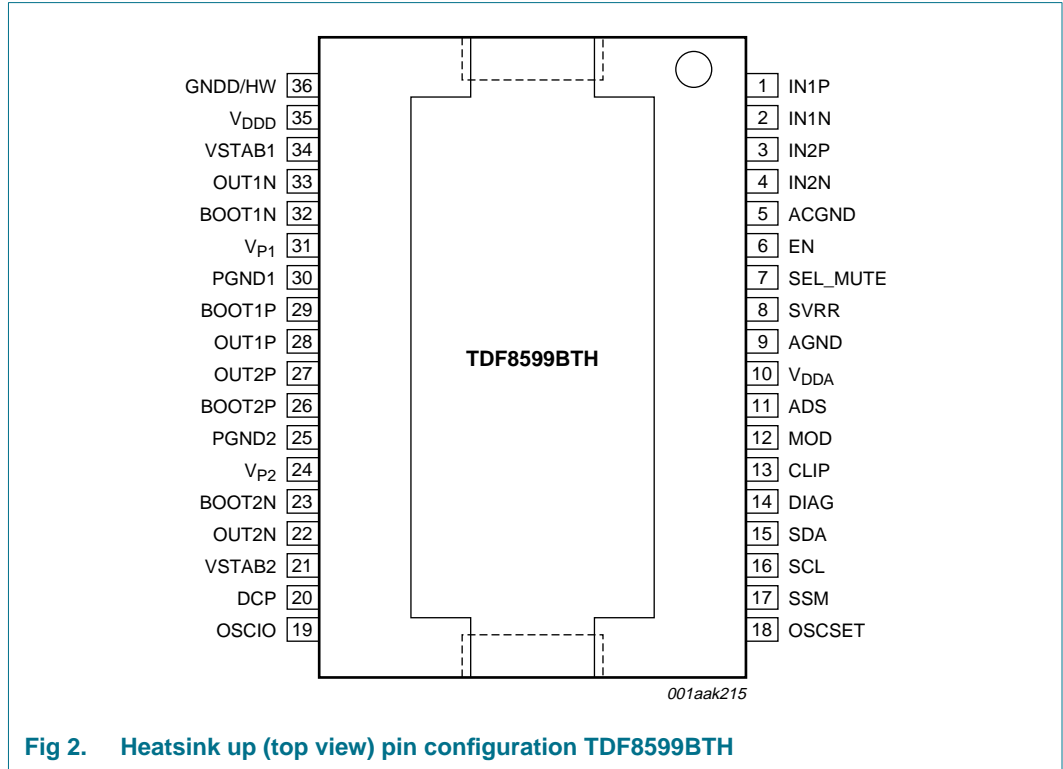 GNDD/HW 36
VDDD 35
VSTAB1 34
OUT1N 33
BOOT1N 32
VP1 31
PGND1 30
BOOT1P 29
OUT1P 28
OUT2P 27
BOOT2P 26
PGND2 25
VP2 24
BOOT2N 23
OUT2N 22
VSTAB2 21
DCP 20
OSCIO 19
TDF8599BTH
1 IN1P
2 IN1N
3 IN2P
4 IN2N
5 ACGND
6 EN
7 SEL_MUTE
8 SVRR
9 AGND
10 VDDA
11 ADS
12 MOD
13 CLIP
14 DIAG
15 SDA
16 SCL
17 SSM
18 OSCSET
001aak215
Fig 2. Heatsink up (top view) pin configuration TDF8599BTH